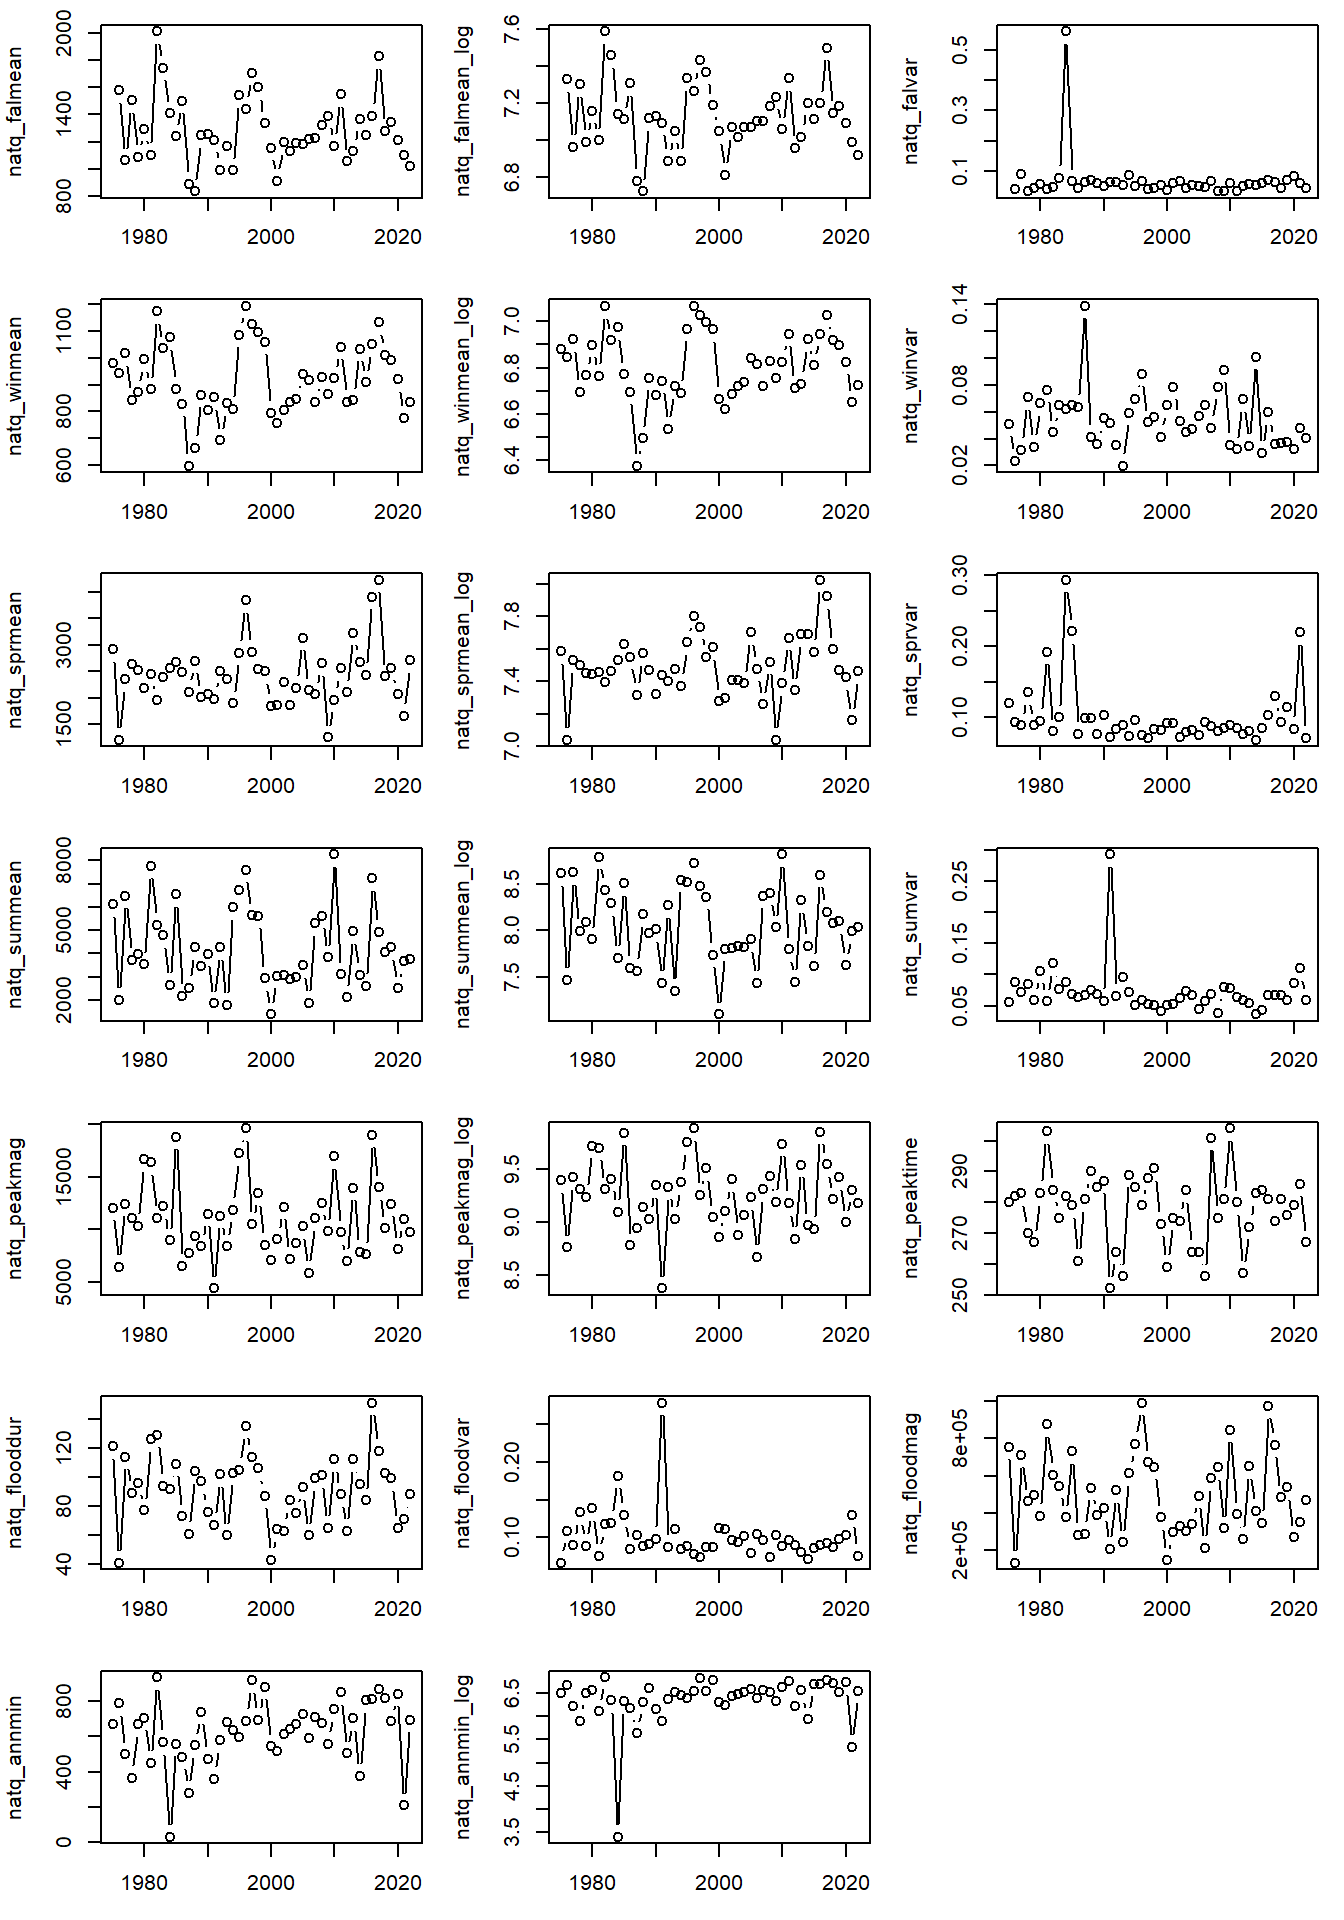 natq_falmean
800 1400 2000
1980 2000 2020
natq_falmean_log
6.8 7.2 7.6
1980 2000 2020
natq_falvar
0.1 0.3 0.5
1980 2000 2020
natq_winmean
600 800 1100
1980 2000 2020
natq_winmean_log
6.4 6.6 6.8 7.0
1980 2000 2020
natq_winvar
0.02 0.08 0.14
1980 2000 2020
natq_sprmean
1500 3000
1980 2000 2020
natq_sprmean_log
7.0 7.4 7.8
1980 2000 2020
natq_sprvar
0.10 0.20 0.30
1980 2000 2020
natq_summean
2000 5000 8000
1980 2000 2020
natq_summean_log
7.5 8.0 8.5
1980 2000 2020
natq_sumvar
0.05 0.15 0.25
1980 2000 2020
natq_peakmag
5000 15000
1980 2000 2020
natq_peakmag_log
8.5 9.0 9.5
1980 2000 2020
natq_peaktime
250 270 290
1980 2000 2020
natq_flooddur
40 80 120
1980 2000 2020
natq_floodvar
0.10 0.20
1980 2000 2020
natq_floodmag
2e+05 8e+05
1980 2000 2020
natq_annmin
0 400 800
1980 2000 2020
natq_annmin_log
3.5 4.5 5.5 6.5
1980 2000 2020